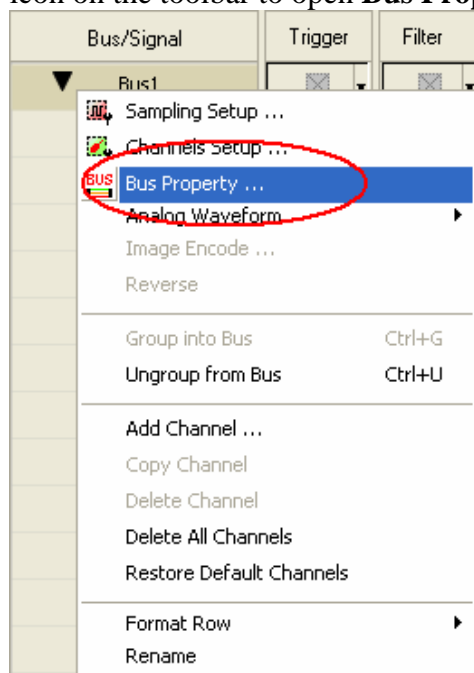 icon on the toolbar to open Bus Prop
Bus/Signal Trigger Filter
Bus1
Sampling Setup ...
Channels Setup ...
BUS Bus Property ...
Analog Waveform
Image Encode ...
Reverse
Group into Bus Ctrl+G
Ungroup from Bus Ctrl+U
Add Channel ...
Copy Channel
Delete Channel
Delete All Channels
Restore Default Channels
Format Row
Rename